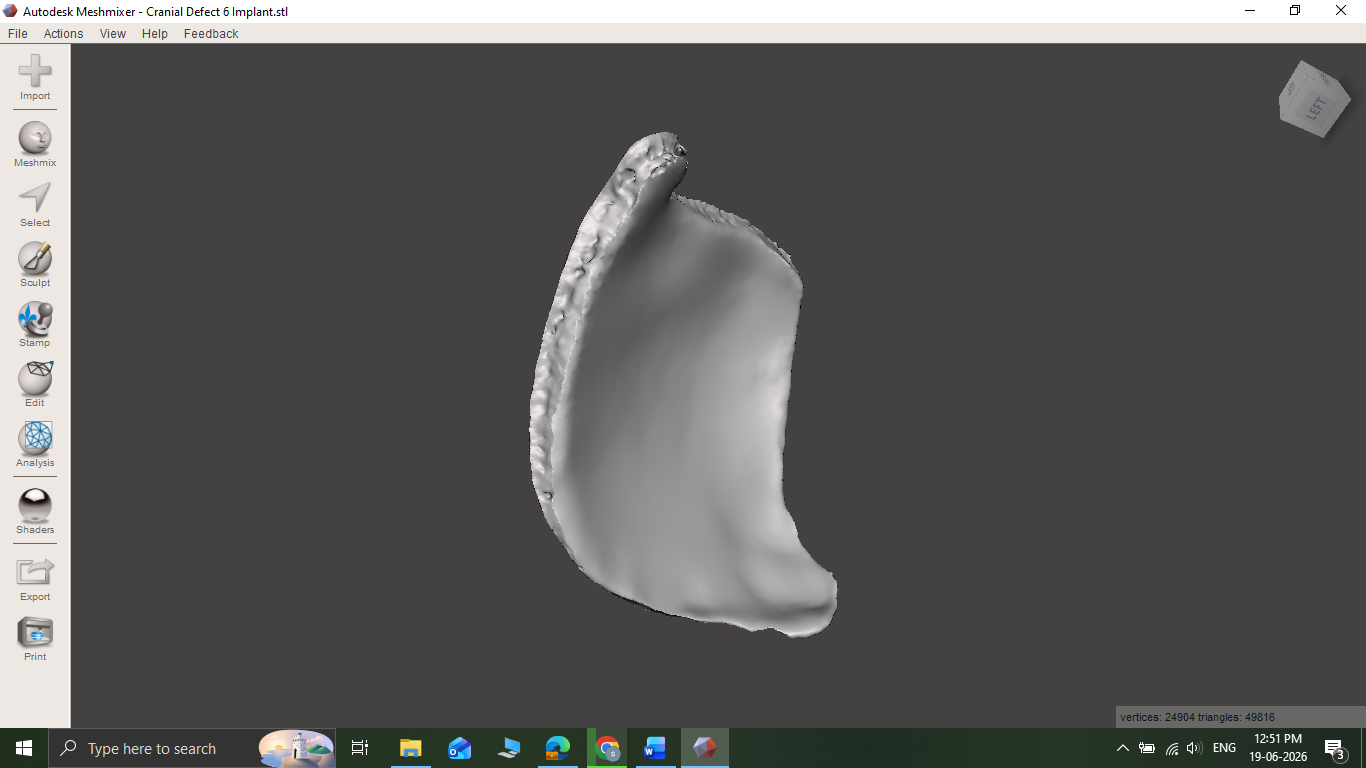 Autodesk Meshmixer - Cranial Defect 6 Implant.stl
File Actions View Help Feedback
Import
Meshmix
Select
Sculpt
Stamp
Edit
Analysis
Shaders
Export
Print
LEFT
vertices: 24904 triangles: 49816
Type here to search
ENG
12:51 PM
19-06-2026
3